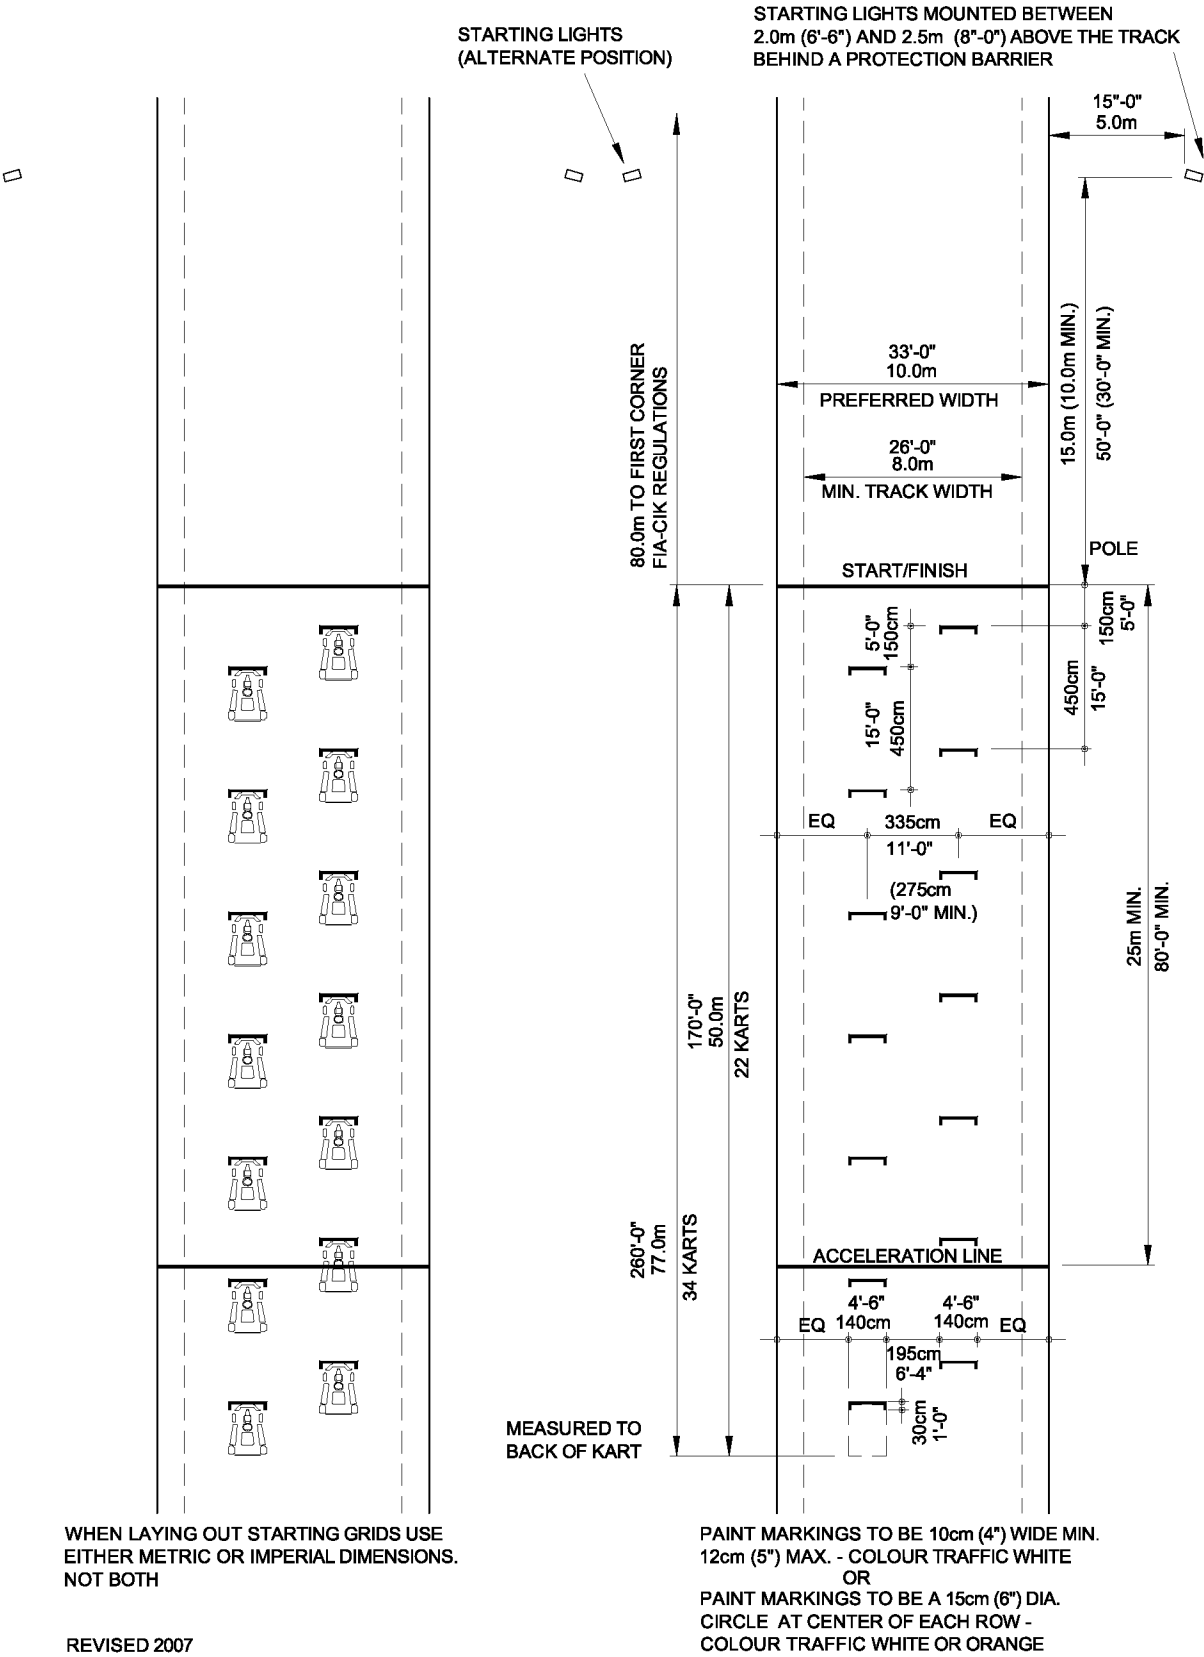 STARTING LIGHTS
(ALTERNATE POSITION)
STARTING LIGHTS MOUNTED BETWEEN
2.0m (6'-6") AND 2.5m (8"-0") ABOVE THE TRACK
BEHIND A PROTECTION BARRIER
15"-0"
5.0m
15.0m (10.0m MIN.)
50'-0" (30'-0" MIN.)
33'-0"
10.0m
PREFERRED WIDTH
26'-0"
8.0m
MIN. TRACK WIDTH
80.0m TO FIRST CORNER
FIA-CIK REGULATIONS
POLE
START/FINISH
5'-0"
150cm
150cm
5'-0"
15'-0"
450cm
450cm
15'-0"
EQ
335cm
EQ
11'-0"
(275cm
9'-0" MIN.)
25m MIN.
80'-0" MIN.
170'-0"
50.0m
22 KARTS
260'-0"
77.0m
34 KARTS
ACCELERATION LINE
4'-6"
4'-6"
EQ
140cm
140cm
EQ
195cm
6'-4"
30cm
1'-0"
MEASURED TO
BACK OF KART
WHEN LAYING OUT STARTING GRIDS USE
EITHER METRIC OR IMPERIAL DIMENSIONS.
NOT BOTH
REVISED 2007
PAINT MARKINGS TO BE 10cm (4") WIDE MIN.
12cm (5") MAX. - COLOUR TRAFFIC WHITE
OR
PAINT MARKINGS TO BE A 15cm (6") DIA.
CIRCLE AT CENTER OF EACH ROW -
COLOUR TRAFFIC WHITE OR ORANGE